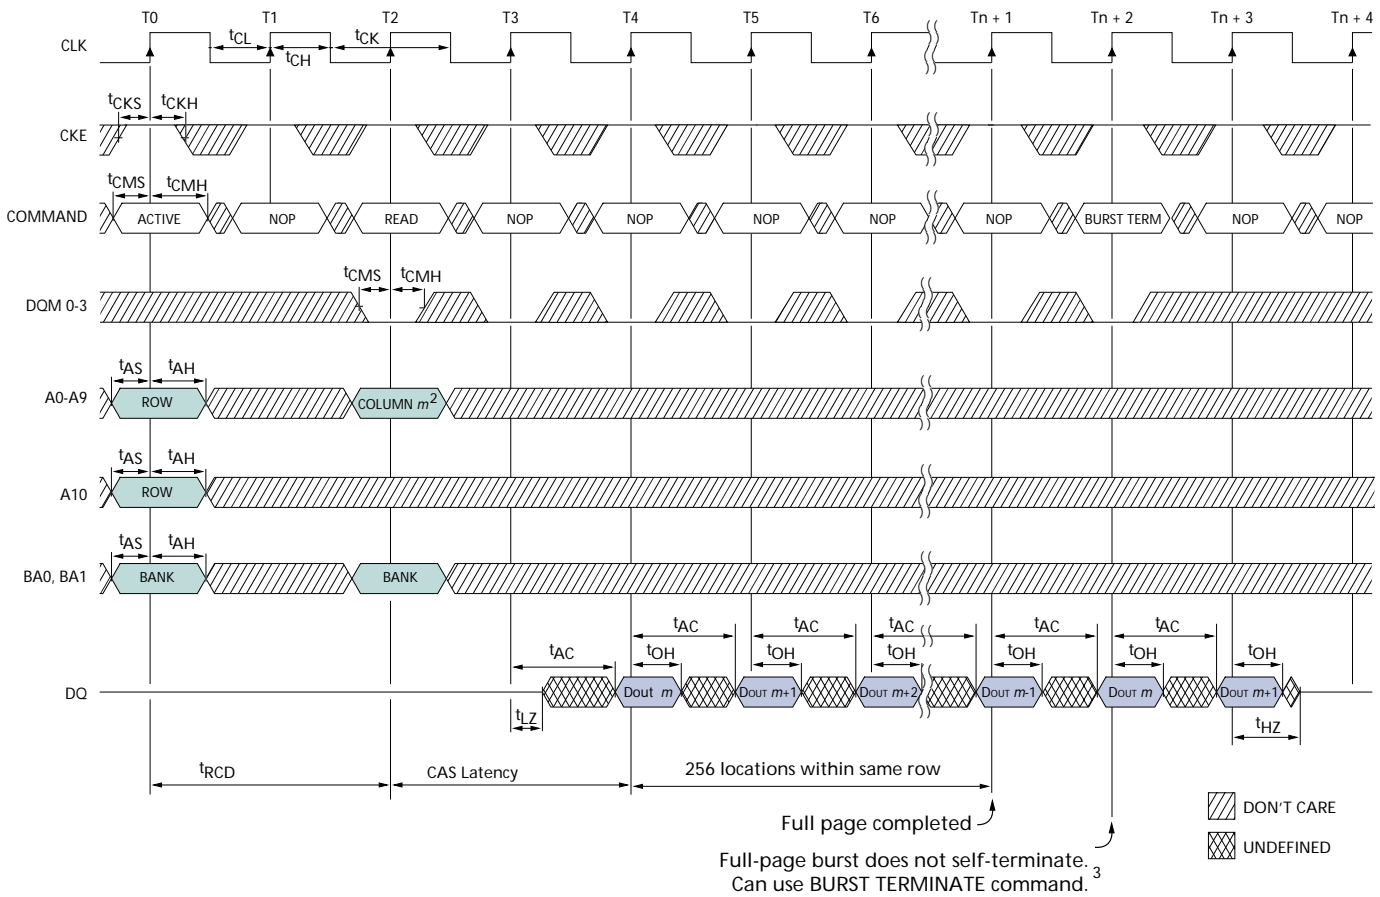 T0 T1 T2 T3 T4 T5 T6 Tn + 1 Tn + 2 Tn + 3 Tn + 4
CLK tCL tCH tCK
tCKS tCKH
CKE
tCMS tCMH
COMMAND ACTIVE NOP READ NOP NOP NOP NOP NOP BURST TERM NOP NOP
tCMS tCMH
DQM 0-3
tAS tAH
A0-A9 ROW COLUMN m2
tAS tAH
A10 ROW
tAS tAH
BA0, BA1 BANK BANK
tAC tAC tAC tAC tAC tAC
tOH tOH tOH tOH tOH tOH
DQ Dout m DOUT m+1 DOUT m+2 DOUT m-1 DOUT m DOUT m+1
tLZ tHZ
tRCD CAS Latency 256 locations within same row
DON'T CARE
Full page completed
UNDEFINED
Full-page burst does not self-terminate. 3
Can use BURST TERMINATE command.